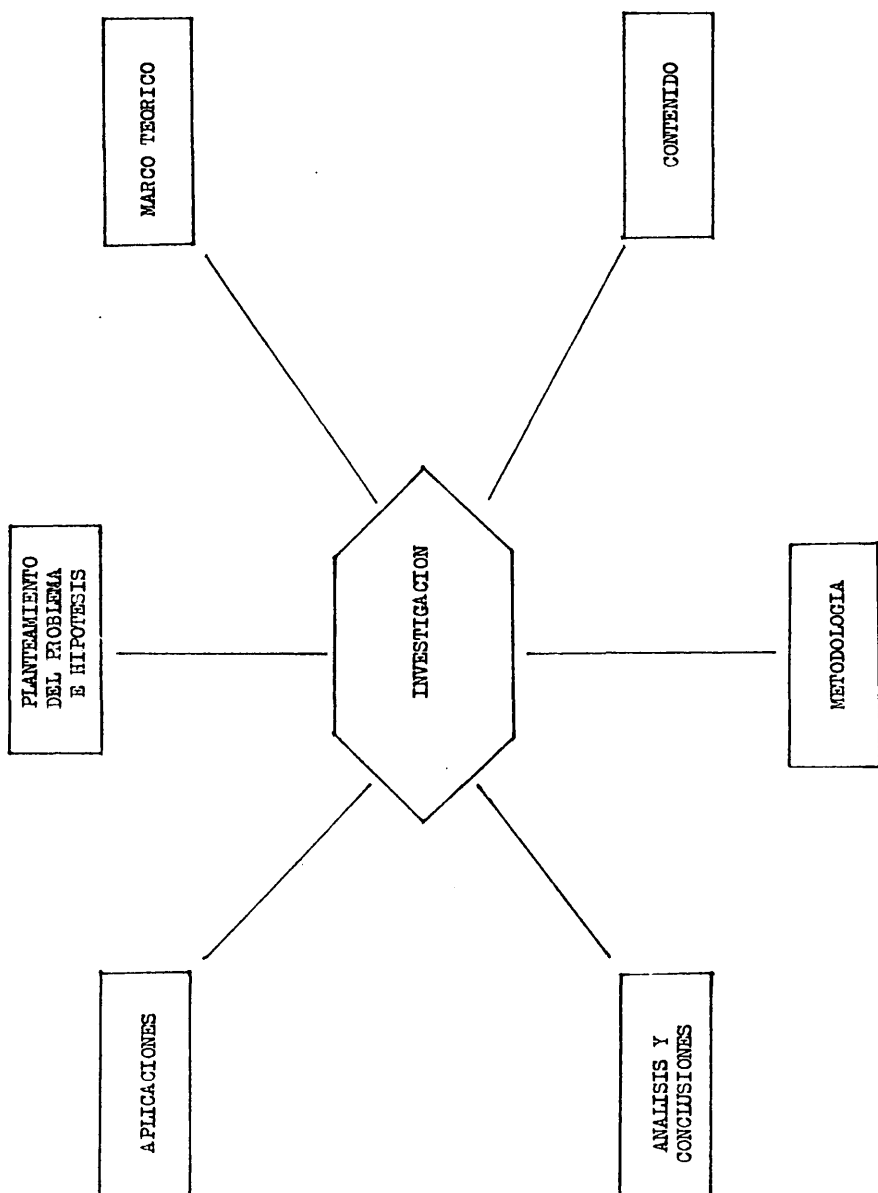 PLANTEAMIENTO
DEL PROBLEMA
E HIPOTESIS
APLICACIONES
MARCO TEORICO
INVESTIGACION
ANALISIS Y
CONCLUSIONES
CONTENIDO
METODOLOGIA